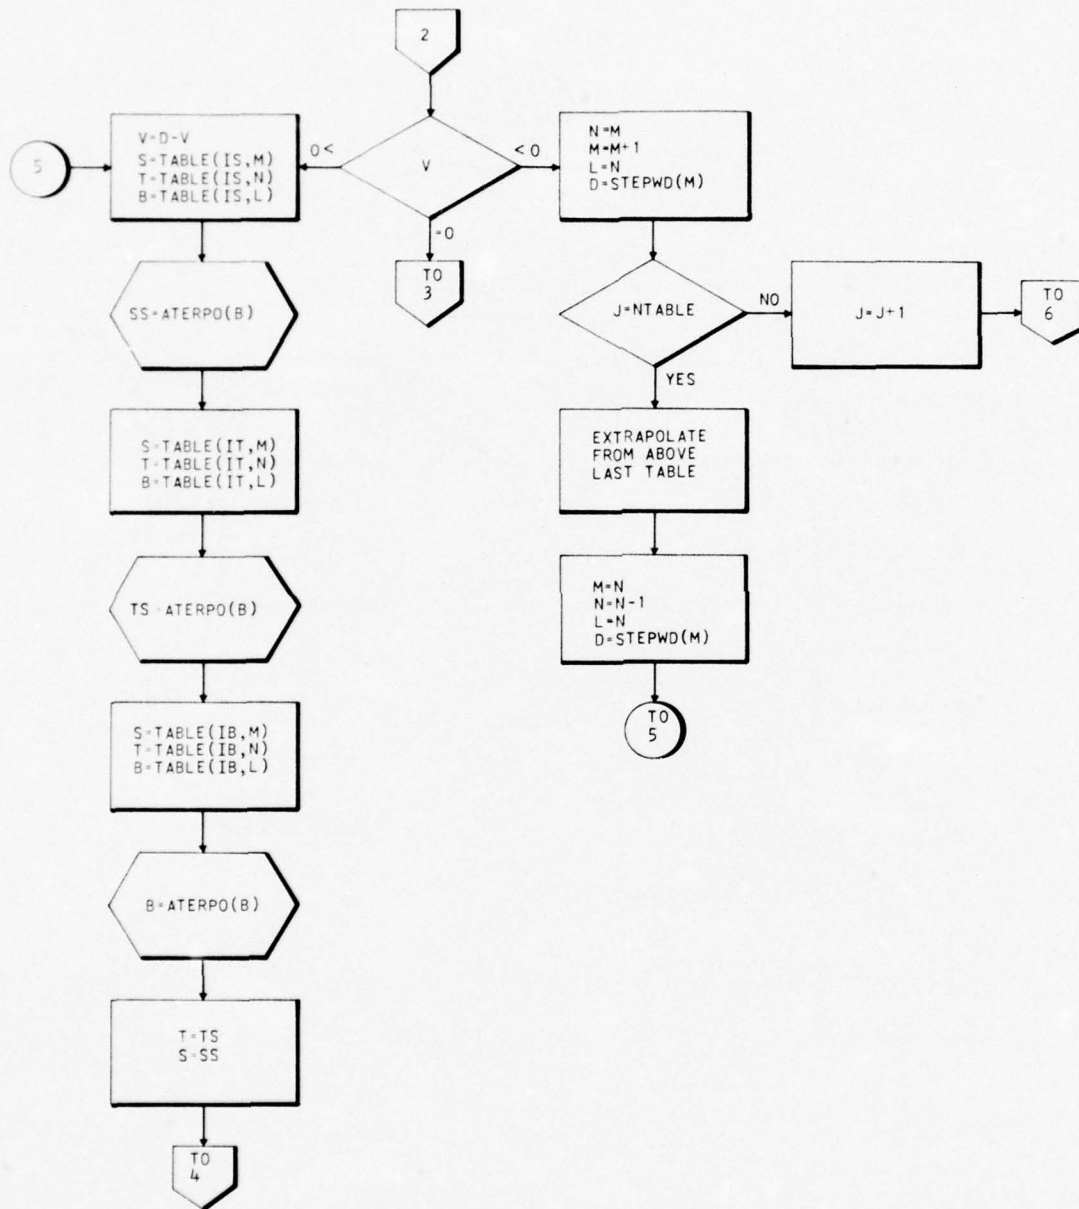 2
V=D-V
S=TABLE(IS,M)
T=TABLE(IS,N)
B=TABLE(IS,L)
5
0<
V
<0
=0
N=M
M=M+1
L=N
D=STEPWD(M)
TO
3
SS=ATERPO(B)
J=NTABLE
NO
J=J+1
TO
6
YES
S=TABLE(IT,M)
T=TABLE(IT,N)
B=TABLE(IT,L)
EXTRAPOLATE
FROM ABOVE
LAST TABLE
TS=ATERPO(B)
M=N
N=N-1
L=N
D=STEPWD(M)
TO
5
S=TABLE(IB,M)
T=TABLE(IB,N)
B=TABLE(IB,L)
B=ATERPO(B)
T=TS
S=SS
TO
4